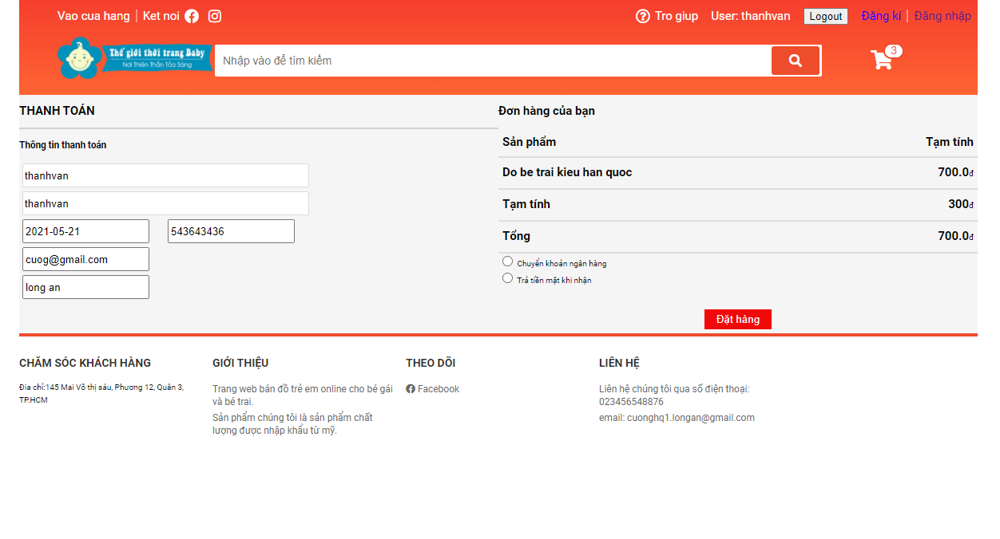 Vao cua hang | Ket noi
Tro giup User: thanhvan Logout Đăng kí | Đăng nhập
Thế giới thời trang Baby
Nơi Thiên Thần Tỏa Sáng
Nhập vào để tìm kiếm
3
THANH TOÁN
Thông tin thanh toán
thanhvan
thanhvan
2021-05-21 543643436
cuog@gmail.com
long an
Đơn hàng của bạn
Sản phẩm Tạm tính
Do be trai kieu han quoc 700.0đ
Tạm tính 300đ
Tổng 700.0đ
Chuyển khoản ngân hàng
Trả tiền mặt khi nhận
Đặt hàng
CHĂM SÓC KHÁCH HÀNG
Địa chỉ:145 Mai Võ thị sáu, Phương 12, Quân 3,
TP.HCM
GIỚI THIỆU
Trang web bán đồ trẻ em online cho bé gái
và bé trai.
Sản phẩm chúng tôi là sản phẩm chất
lượng được nhập khẩu từ mỹ.
THEO DÕI
Facebook
LIÊN HỆ
Liên hệ chúng tôi qua số điện thoại:
023456548876
email: cuonghq1.longan@gmail.com